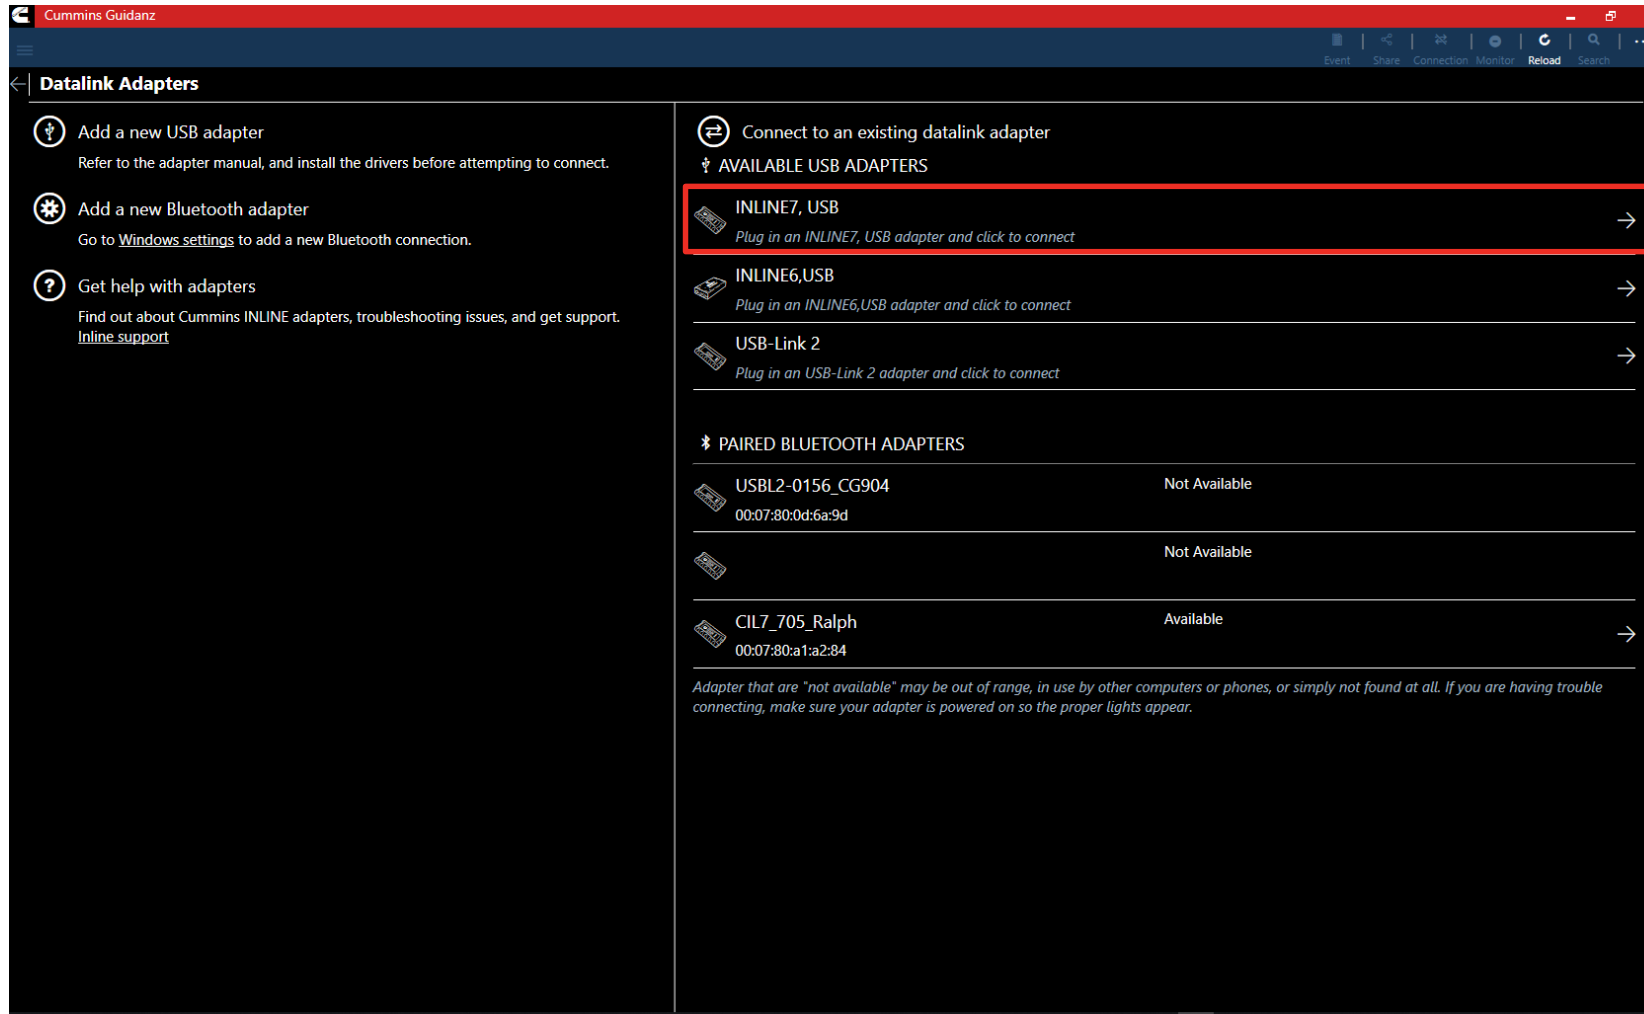 Cummins Guidanz
Event
Share
Connection
Monitor
Reload
Search
Datalink Adapters
Add a new USB adapter
Refer to the adapter manual, and install the drivers before attempting to connect.
Add a new Bluetooth adapter
Go to Windows settings to add a new Bluetooth connection.
Get help with adapters
Find out about Cummins INLINE adapters, troubleshooting issues, and get support.
Inline support
Connect to an existing datalink adapter
AVAILABLE USB ADAPTERS
INLINE7, USB
Plug in an INLINE7, USB adapter and click to connect
INLINE6,USB
Plug in an INLINE6,USB adapter and click to connect
USB-Link 2
Plug in an USB-Link 2 adapter and click to connect
PAIRED BLUETOOTH ADAPTERS
USBL2-0156_CG904
Not Available
00:07:80:0d:6a:9d
Not Available
CIL7_705_Ralph
Available
00:07:80:a1:a2:84
Adapter that are "not available" may be out of range, in use by other computers or phones, or simply not found at all. If you are having trouble
connecting, make sure your adapter is powered on so the proper lights appear.